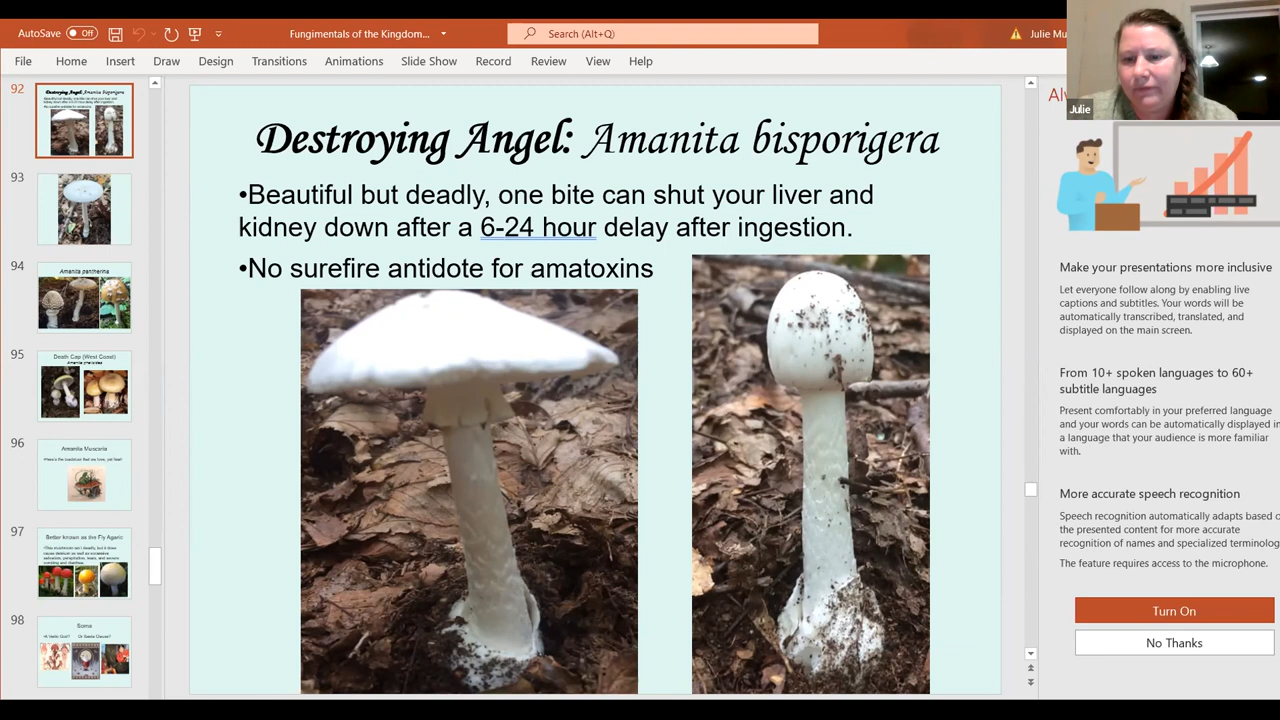 AutoSave
Off
Fungimentals of the Kingdom...
Search (Alt+Q)
Julie Mu
File Home Insert Draw Design Transitions Animations Slide Show Record Review View Help
Julie
92
Destroying Angel: Amanita bisporigera
93
94
Amanita pantherina
95
Death Cap (West Coast)
Amanita phalloides
96
Amanita Muscaria
97
Better known as the Fly Agaric
98
Soma
Destroying Angel: Amanita bisporigera
•Beautiful but deadly, one bite can shut your liver and
kidney down after a 6-24 hour delay after ingestion.
•No surefire antidote for amatoxins
Make your presentations more inclusive
Let everyone follow along by enabling live
captions and subtitles. Your words will be
automatically transcribed, translated, and
displayed on the main screen.
From 10+ spoken languages to 60+
subtitle languages
Present comfortably in your preferred language
and your words can be automatically displayed in
a language that your audience is more familiar
with.
More accurate speech recognition
Speech recognition automatically adapts based o
the presented content for more accurate
recognition of names and specialized terminolog
The feature requires access to the microphone.
Turn On
No Thanks